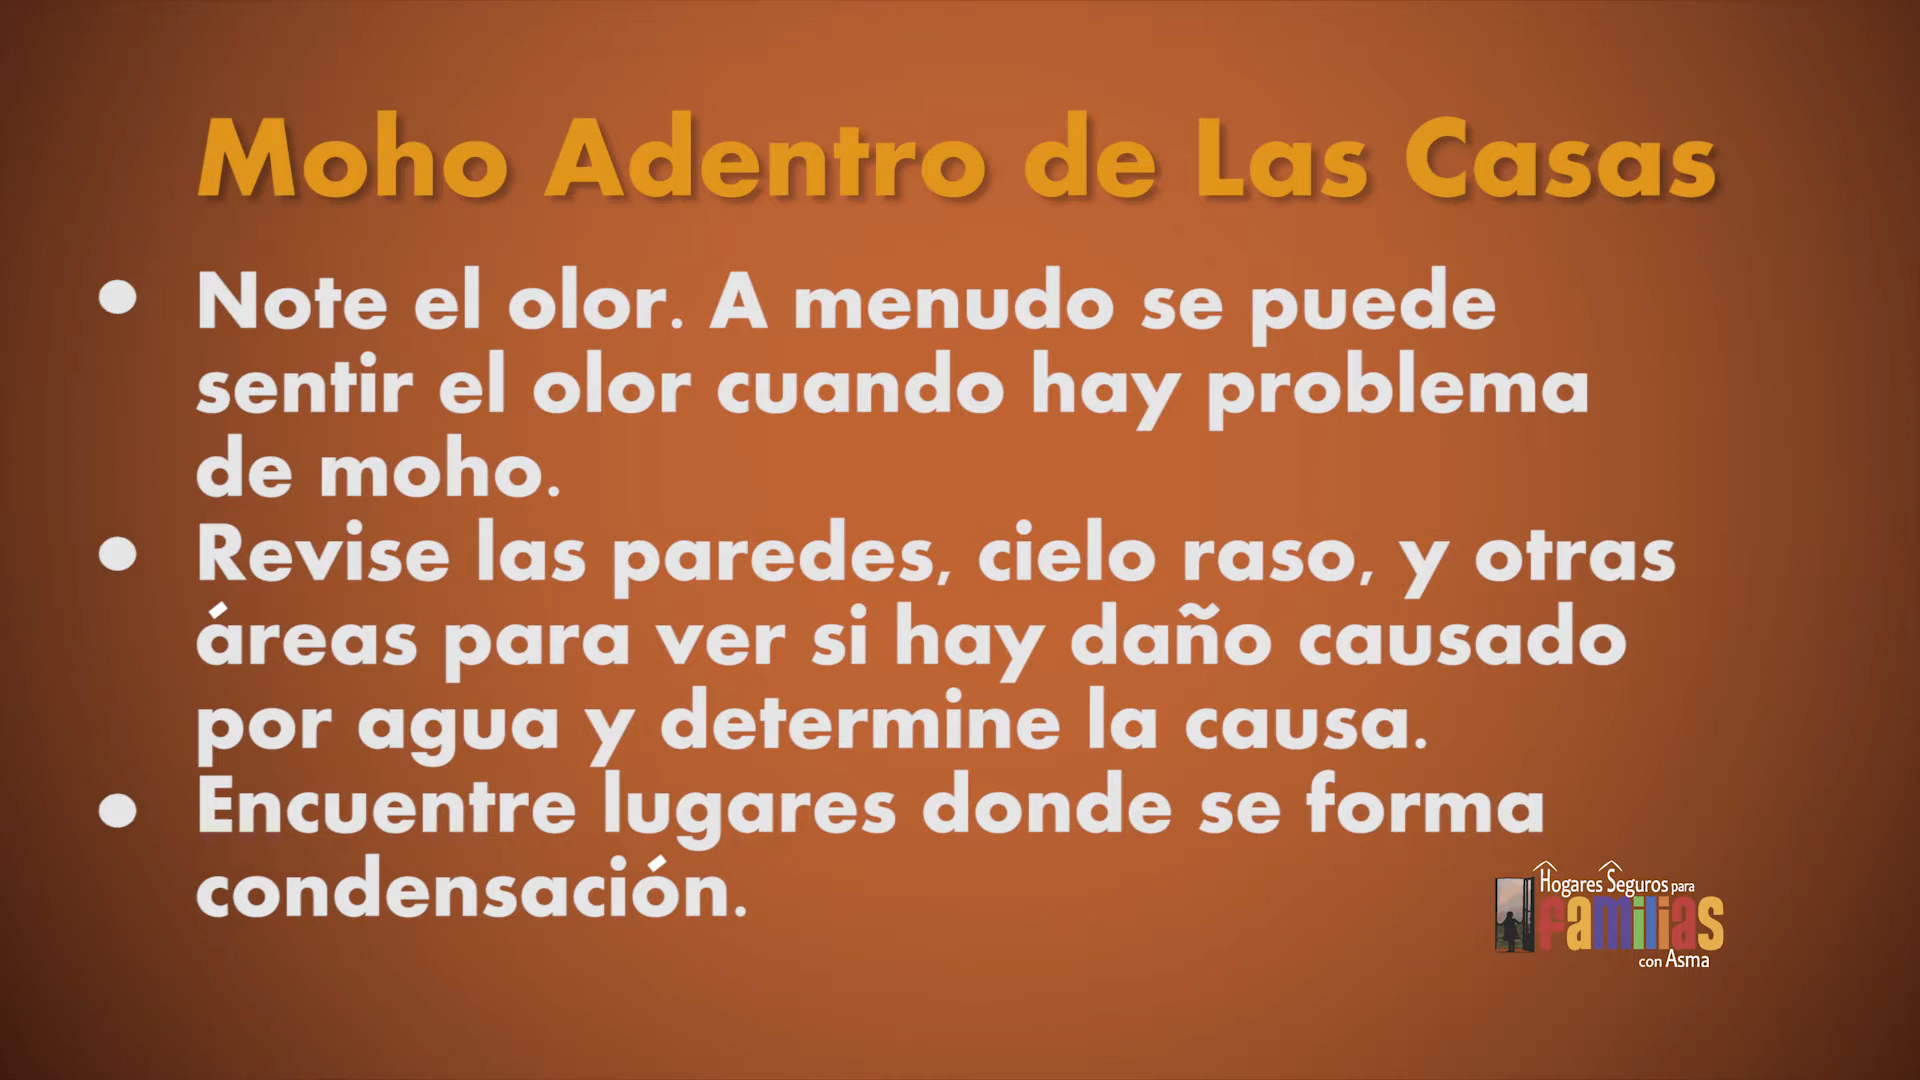 Moho Adentro de Las Casas
• Note el olor. A menudo se puede
sentir el olor cuando hay problema
de moho.
• Revise las paredes, cielo raso, y otras
áreas para ver si hay daño causado
por agua y determine la causa.
• Encuentre lugares donde se forma
condensación.
Hogares Seguros para
familias
con Asma